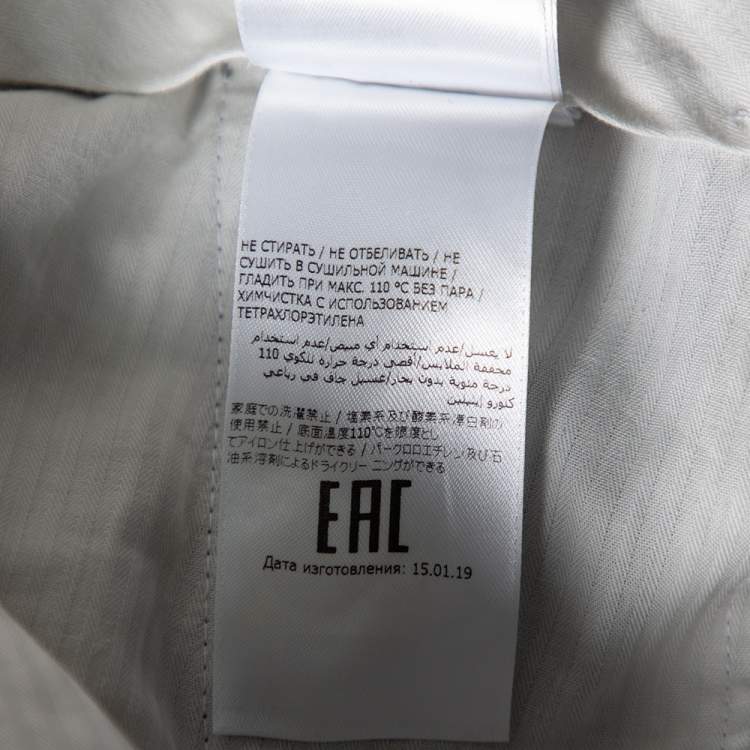 НЕ СТИРАТЬ / НЕ ОТБЕЛИВАТЬ / НЕ
СУШИТЬ В СУШИЛЬНОЙ МАШИНЕ /
ГЛАДИТЬ ПРИ МАКС. 110 ºC БЕЗ ПАРА /
ХИМЧИСТКА С ИСПОЛЬЗОВАНИЕМ
ТЕТРАХЛОРЭТИЛЕНА
لا يغسل/عدم استخدام أي مبيض/عدم استخدام
مجففة الملابس/أقصى درجة حرارة للكوي 110
درجة مئوية بدون بخار/غسيل جاف في رباعي
كلورو إيثيلين
家庭での洗濯禁止 / 塩素系及び酸素系漂白剤の
使用禁止 / 底面温度110℃を限度とし
てアイロン仕上げができる / パークロロエチレン及び石
油系溶剤によるドライクリー ニングができる
EAC
Дата изготовления: 15.01.19